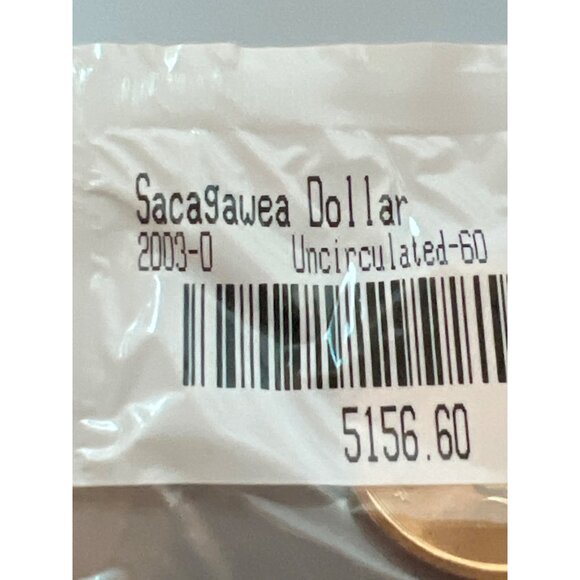 Sacagawea Dollar
2003-D Uncirculated-60
5156.60